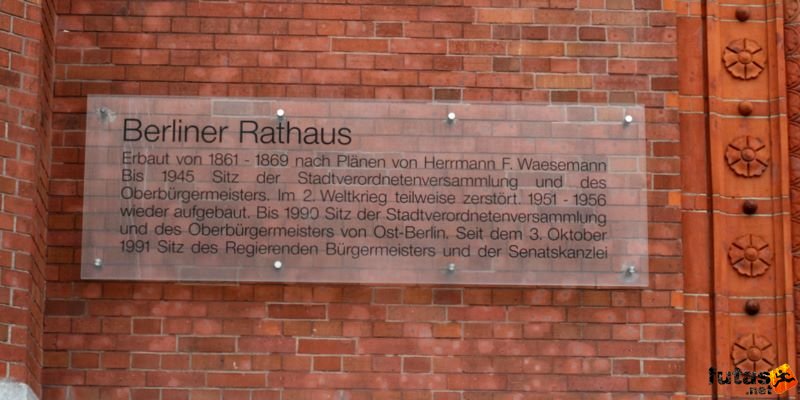 Berliner Rathaus
Erbaut von 1861 - 1869 nach Plänen von Herrmann F. Waesemann
Bis 1945 Sitz der Stadtverordnetenversammlung und des
Oberbürgermeisters. Im 2. Weltkrieg teilweise zerstört. 1951 - 1956
wieder aufgebaut. Bis 1990 Sitz der Stadtverordnetenversammlung
und des Oberbürgermeisters von Ost-Berlin. Seit dem 3. Oktober
1991 Sitz des Regierenden Bürgermeisters und der Senatskanzlei
lutas
.net